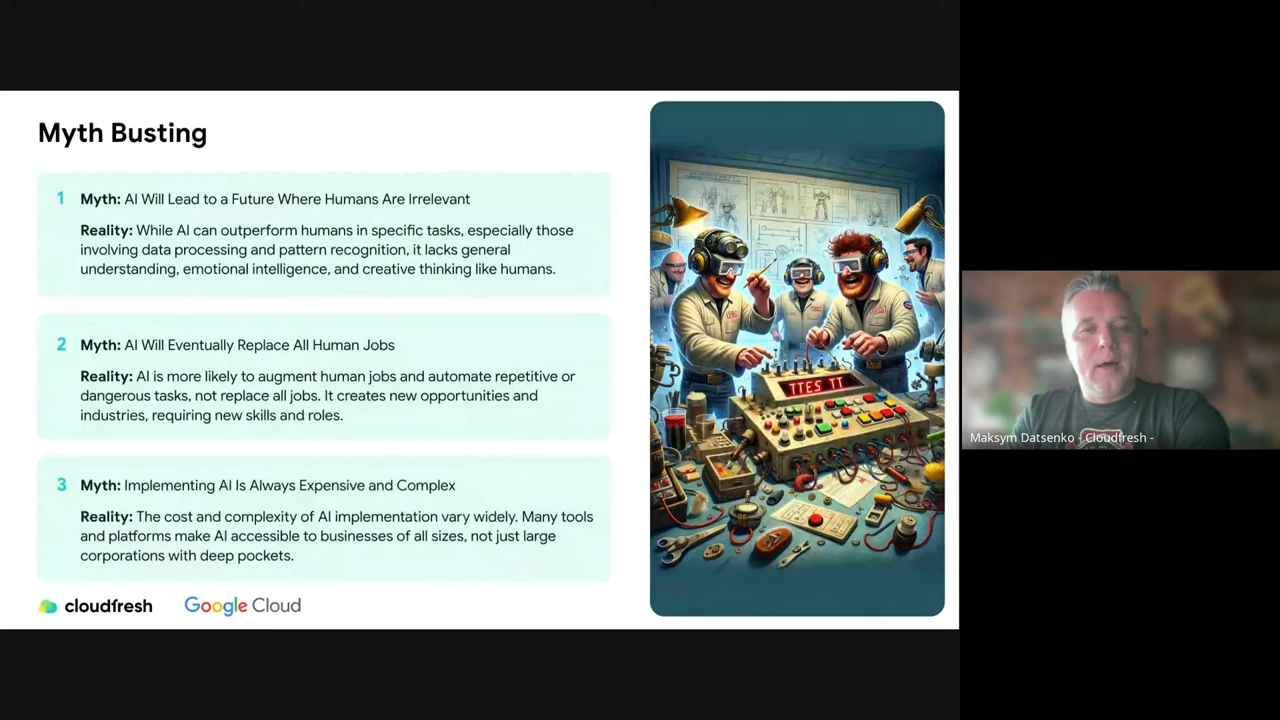 Myth Busting
1 Myth: AI Will Lead to a Future Where Humans Are Irrelevant
Reality: While AI can outperform humans in specific tasks, especially those
involving data processing and pattern recognition, it lacks general
understanding, emotional intelligence, and creative thinking like humans.
2 Myth: AI Will Eventually Replace All Human Jobs
Reality: AI is more likely to augment human jobs and automate repetitive or
dangerous tasks, not replace all jobs. It creates new opportunities and
industries, requiring new skills and roles.
3 Myth: Implementing AI Is Always Expensive and Complex
Reality: The cost and complexity of AI implementation vary widely. Many tools
and platforms make AI accessible to businesses of all sizes, not just large
corporations with deep pockets.
cloudfresh
Google Cloud
TTES TT
Maksym Datsenko - Cloudfresh -